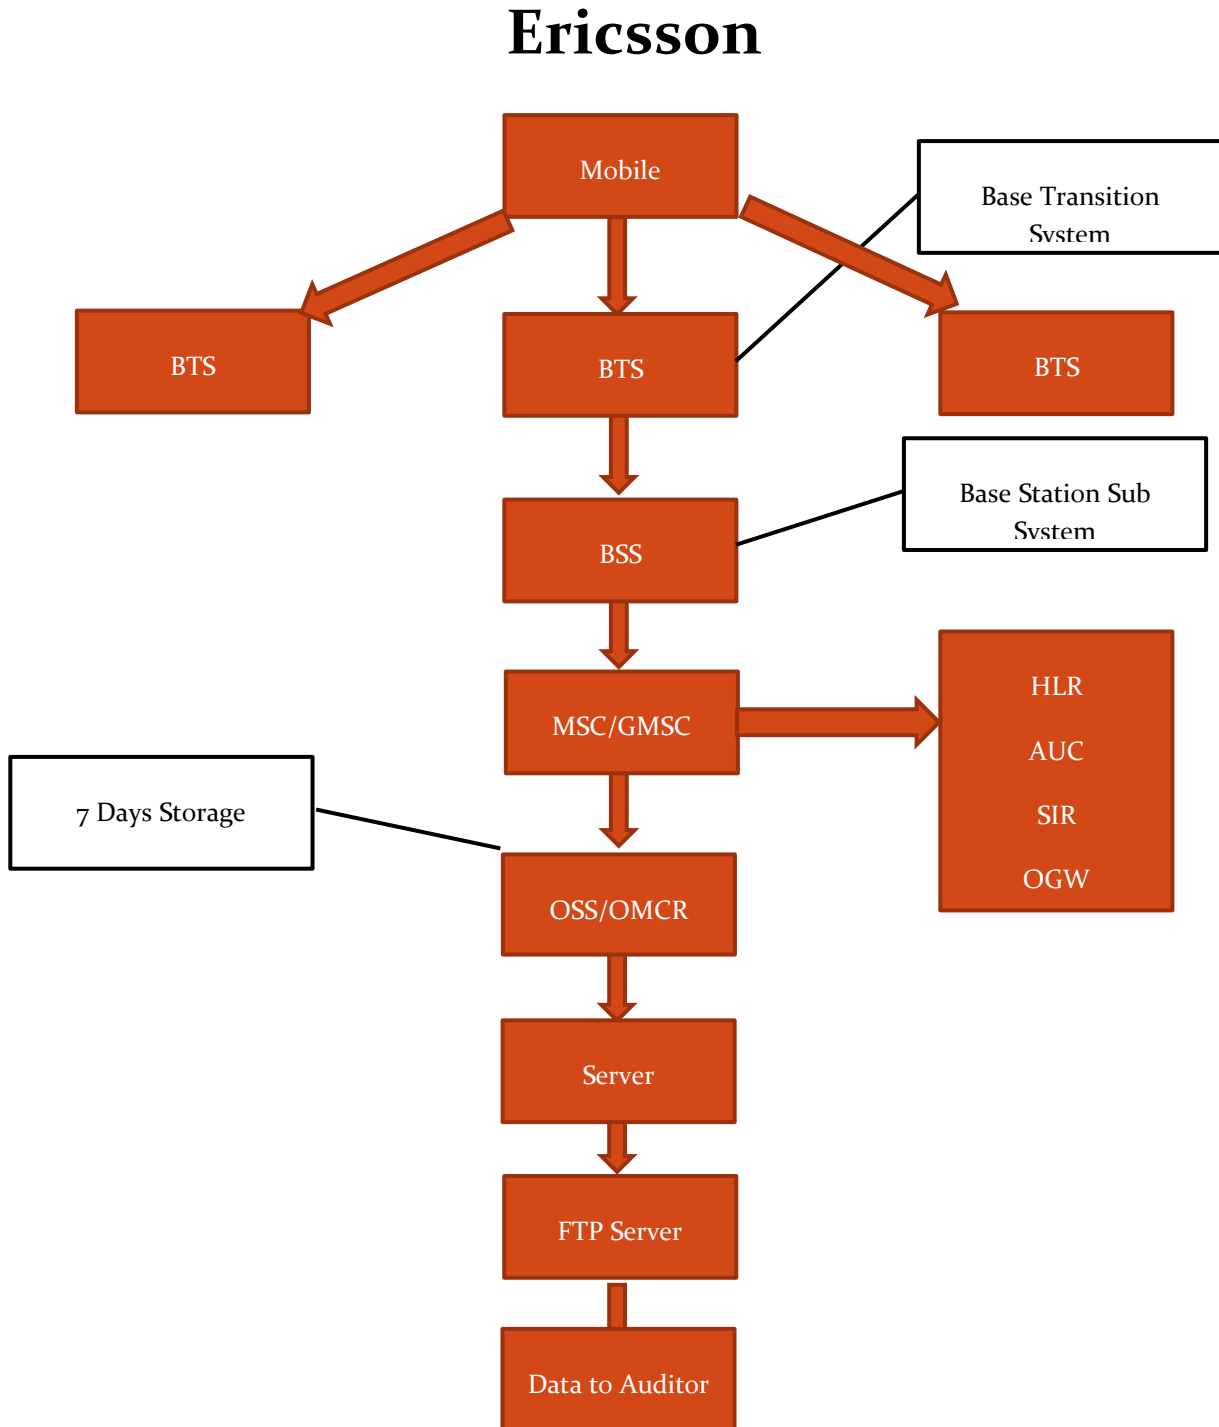 Ericsson
Mobile
Base Transition
System
BTS
BTS
BTS
Base Station Sub
System
BSS
HLR
MSC/GMSC
AUC
7 Days Storage
SIR
OGW
OSS/OMCR
Server
FTP Server
Data to Auditor